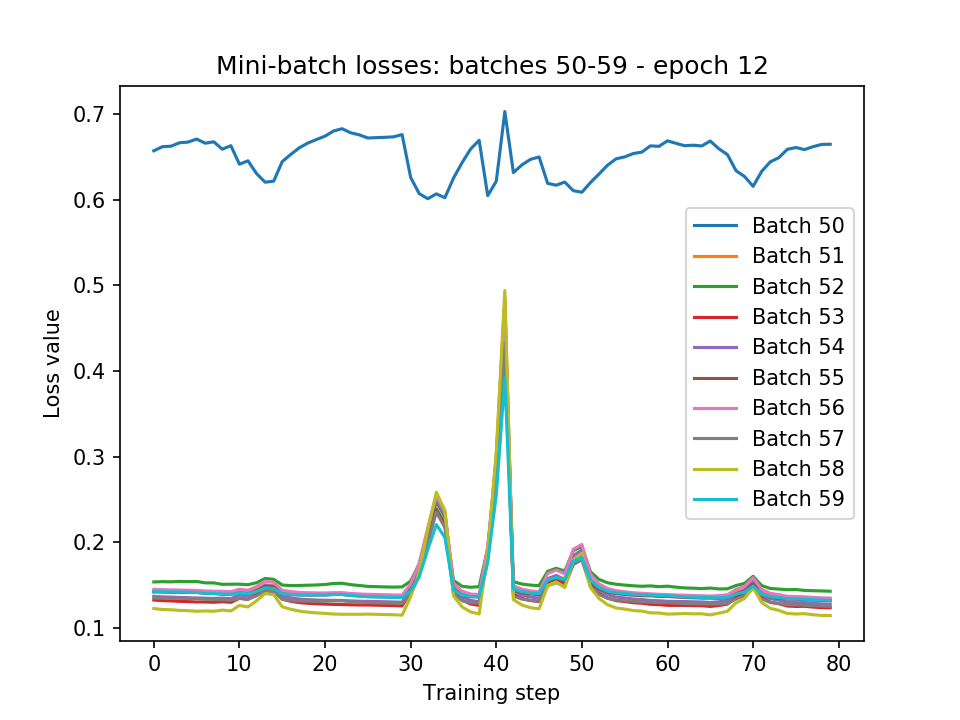 Mini-batch losses: batches 50-59 - epoch 12
Loss value
0.7
0.6
0.5
0.4
0.3
0.2
0.1
Batch 50
Batch 51
Batch 52
Batch 53
Batch 54
Batch 55
Batch 56
Batch 57
Batch 58
Batch 59
0 10 20 30 40 50 60 70 80
Training step